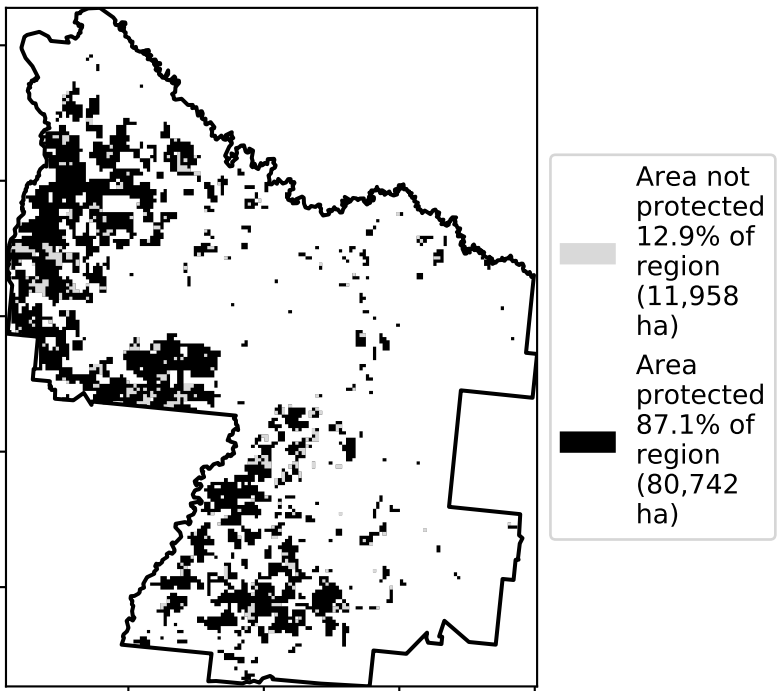 Area not
protected
12.9% of
region
(11,958
ha)
Area
protected
87.1% of
region
(80,742
ha)